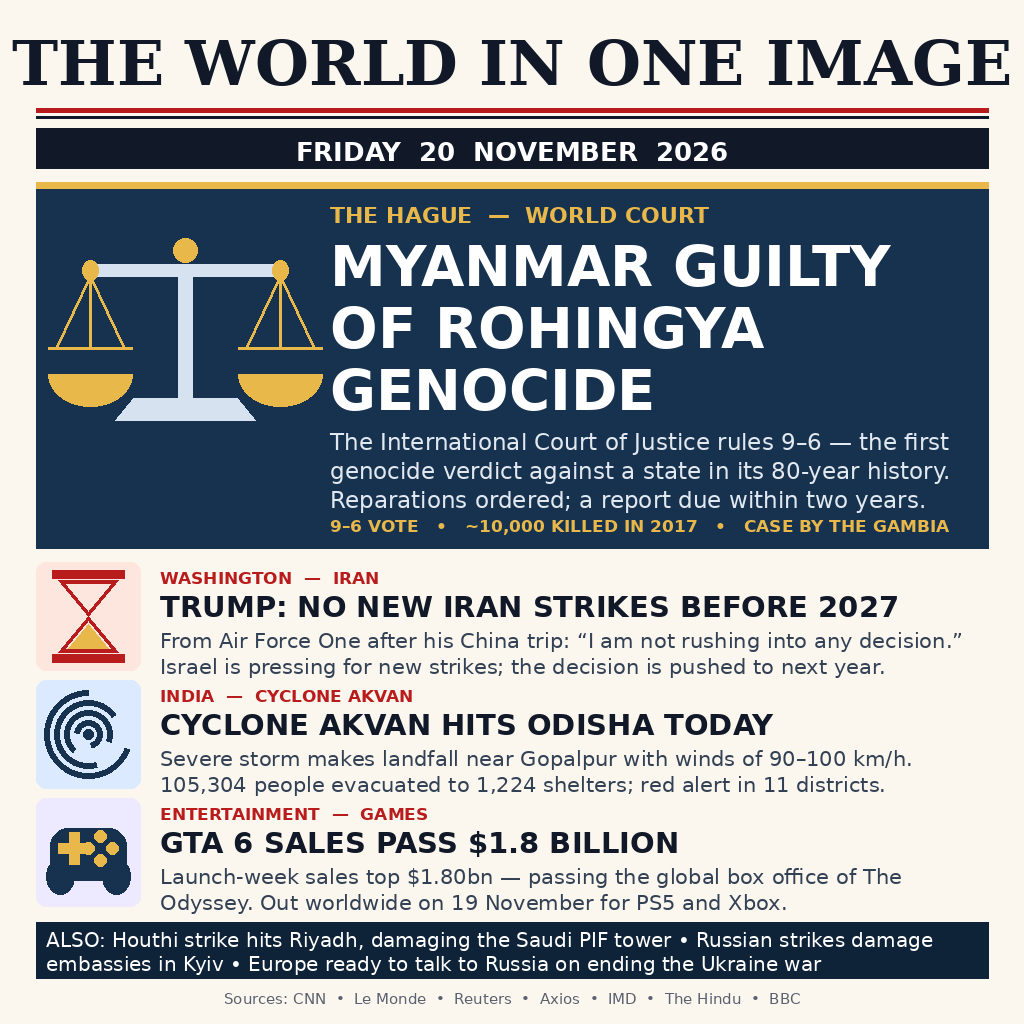 THE WORLD IN ONE IMAGE
FRIDAY 20 NOVEMBER 2026
THE HAGUE — WORLD COURT
MYANMAR GUILTY
OF ROHINGYA
GENOCIDE
The International Court of Justice rules 9–6 — the first
genocide verdict against a state in its 80-year history.
Reparations ordered; a report due within two years.
9–6 VOTE • ~10,000 KILLED IN 2017 • CASE BY THE GAMBIA
WASHINGTON — IRAN
TRUMP: NO NEW IRAN STRIKES BEFORE 2027
From Air Force One after his China trip: “I am not rushing into any decision.”
Israel is pressing for new strikes; the decision is pushed to next year.
INDIA — CYCLONE AKVAN
CYCLONE AKVAN HITS ODISHA TODAY
Severe storm makes landfall near Gopalpur with winds of 90–100 km/h.
105,304 people evacuated to 1,224 shelters; red alert in 11 districts.
ENTERTAINMENT — GAMES
GTA 6 SALES PASS $1.8 BILLION
Launch-week sales top $1.80bn — passing the global box office of The
Odyssey. Out worldwide on 19 November for PS5 and Xbox.
ALSO: Houthi strike hits Riyadh, damaging the Saudi PIF tower • Russian strikes damage
embassies in Kyiv • Europe ready to talk to Russia on ending the Ukraine war
Sources: CNN • Le Monde • Reuters • Axios • IMD • The Hindu • BBC